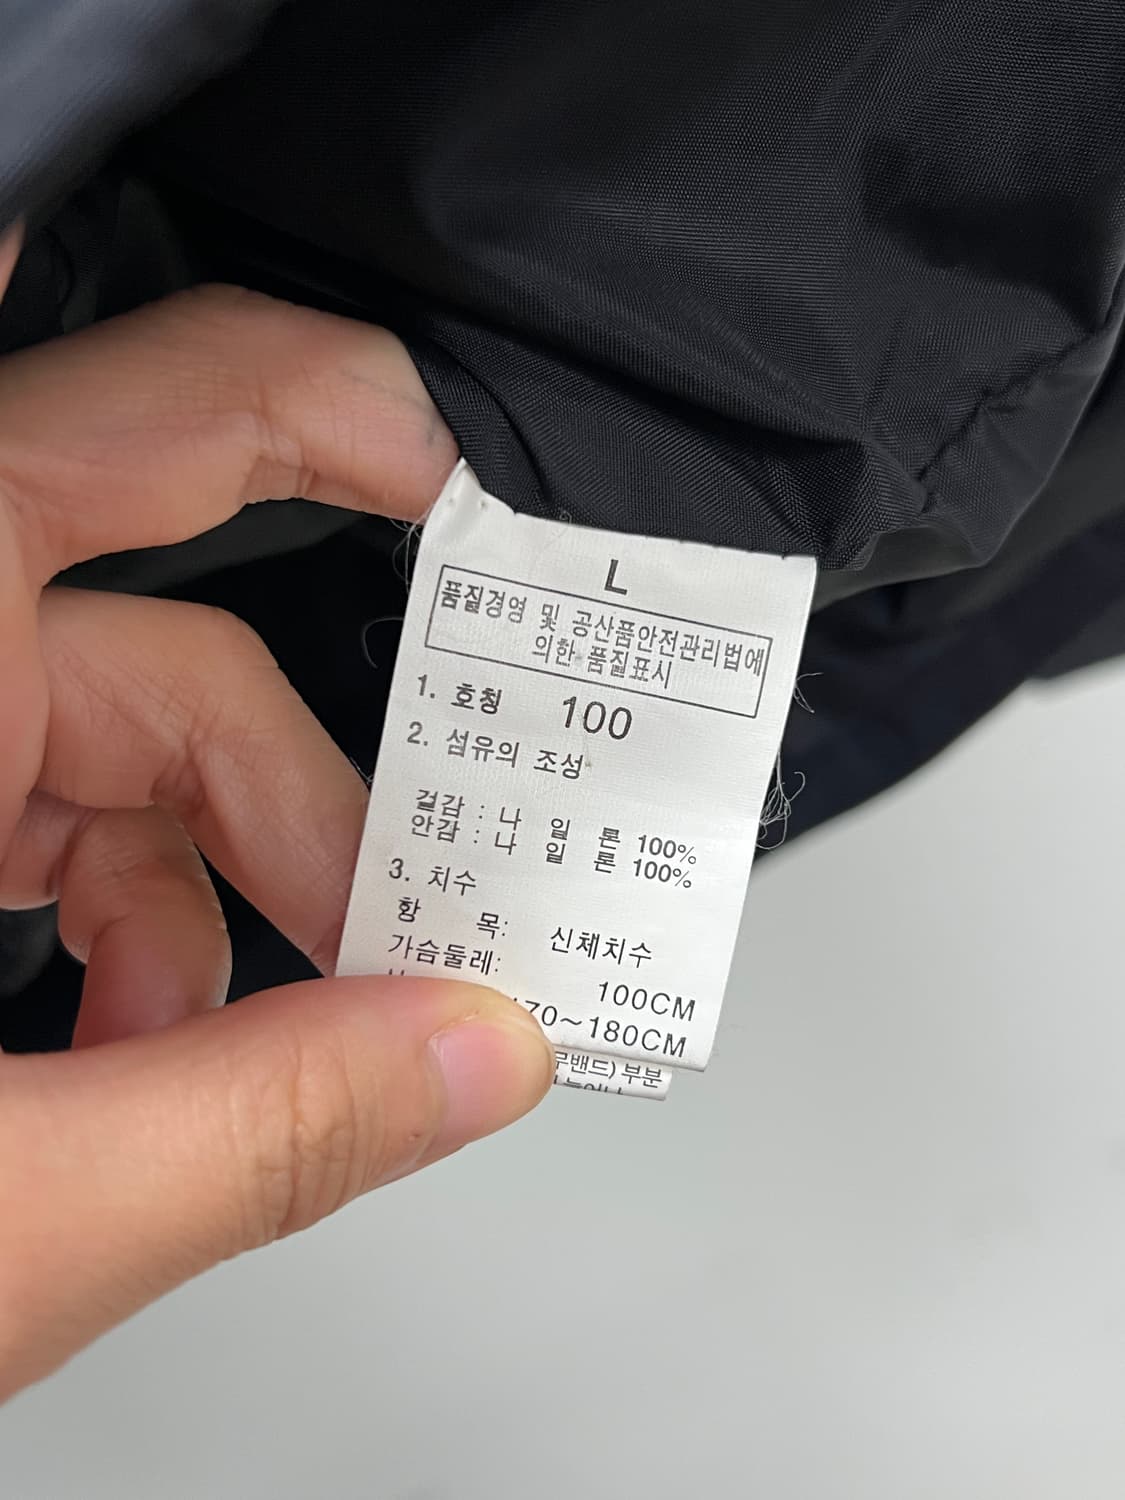 L
품질경영 및 공산품안전관리법에
의한 품질표시
1. 호칭 100
2. 섬유의 조성
겉감 : 나 일 론 100%
안감 : 나 일 론 100%
3. 치수
항 목: 신체치수
가슴둘레:
100CM
170~180CM
부분